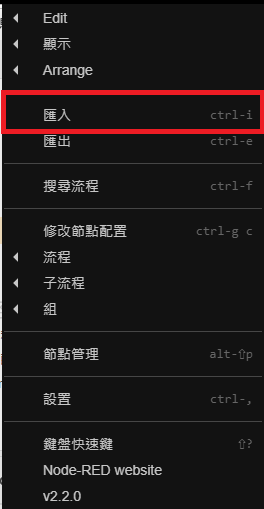 Edit
顯示
Arrange
匯入 ctrl-i
匯出 ctrl-e
搜尋流程 ctrl-f
修改節點配置 ctrl-g c
流程
子流程
組
節點管理 alt-⇧p
設置 ctrl-,
鍵盤快速鍵 ⇧?
Node-RED website
v2.2.0